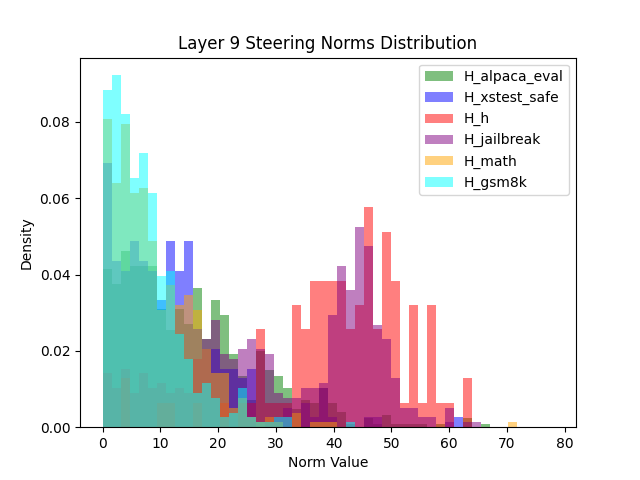 Layer 9 Steering Norms Distribution
H_alpaca_eval
H_xstest_safe
H_h
H_jailbreak
H_math
H_gsm8k
Density
0.08
0.06
0.04
0.02
0.00
0 10 20 30 40 50 60 70 80
Norm Value